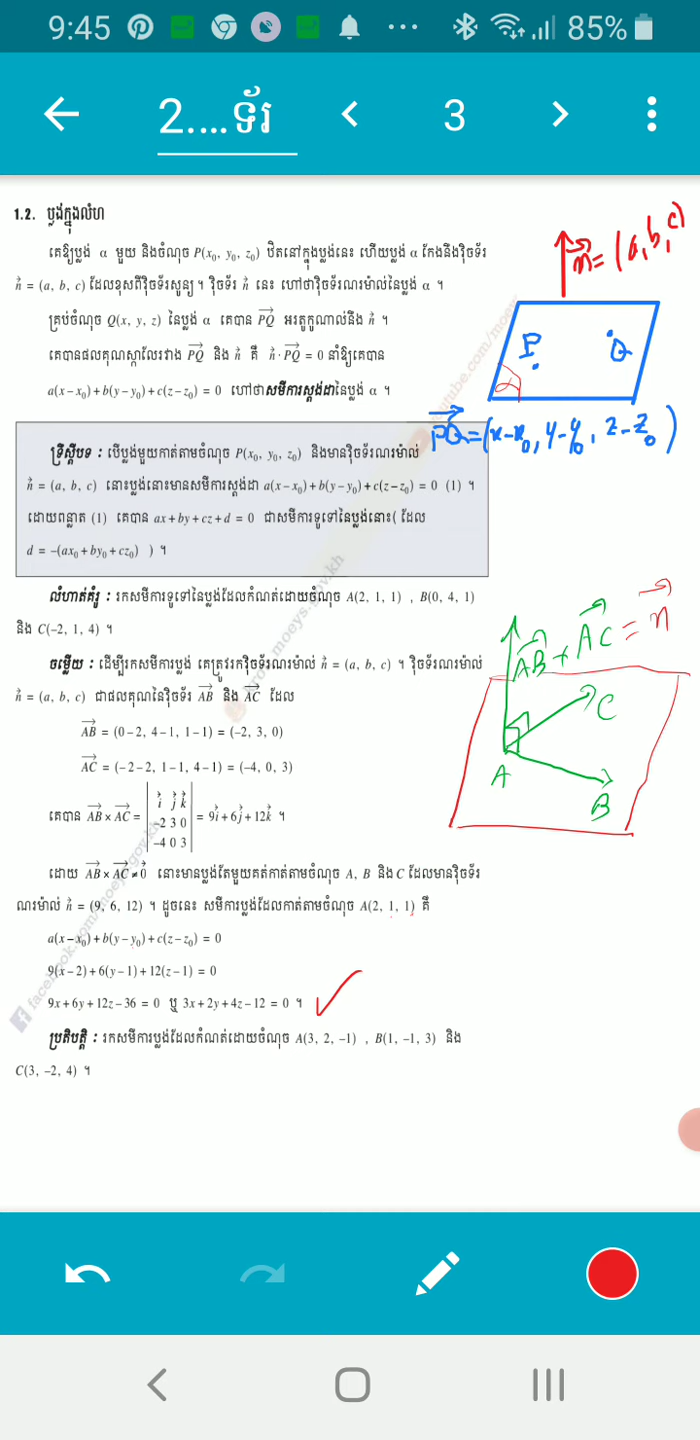 9:45 ... 85%
2....ទ័រ < 3 >
1.2. ប្លង់ក្នុងលំហ
គេឱ្យប្លង់ α មួយ និងចំណុច P(x₀, y₀, z₀) ឋិតនៅក្នុងប្លង់នេះ ហើយប្លង់ α កែងនឹងវ៉ិចទ័រ
n⃗ = (a, b, c) ដែលខុសពីវ៉ិចទ័រសូន្យ។ វ៉ិចទ័រ n⃗ នេះ ហៅថាវ៉ិចទ័រណរម៉ាល់នៃប្លង់ α ។
គ្រប់ចំណុច Q(x, y, z) នៃប្លង់ α គេបាន PQ⃗ អរតូកូណាល់នឹង n⃗ ។
គេបានផលគុណស្កាលែរវាង PQ⃗ និង n⃗ គឺ n⃗ · PQ⃗ = 0 នាំឱ្យគេបាន
a(x−x₀)+b(y−y₀)+c(z−z₀) = 0 ហៅថាសមីការស្តង់ដានៃប្លង់ α ។
n⃗ = (a, b, c)
P Q
α
PQ⃗ = (x−x₀, y−y₀, z−z₀)
ទ្រឹស្តីបទ : បើប្លង់មួយកាត់តាមចំណុច P(x₀, y₀, z₀) និងមានវ៉ិចទ័រណរម៉ាល់
n⃗ = (a, b, c) នោះប្លង់នោះមានសមីការស្តង់ដា a(x−x₀)+b(y−y₀)+c(z−z₀) = 0 (1) ។
ដោយពន្លាត (1) គេបាន ax+by+cz+d = 0 ជាសមីការទូទៅនៃប្លង់នោះ( ដែល
d = −(ax₀+by₀+cz₀) ) ។
លំហាត់គំរូ : រកសមីការទូទៅនៃប្លង់ដែលកំណត់ដោយចំណុច A(2, 1, 1) , B(0, 4, 1)
និង C(−2, 1, 4) ។
ចម្លើយ : ដើម្បីរកសមីការប្លង់ គេត្រូវរកវ៉ិចទ័រណរម៉ាល់ n⃗ = (a, b, c) ។ វ៉ិចទ័រណរម៉ាល់
n⃗ = (a, b, c) ជាផលគុណនៃវ៉ិចទ័រ AB⃗ និង AC⃗ ដែល
AB⃗ = (0−2, 4−1, 1−1) = (−2, 3, 0)
AC⃗ = (−2−2, 1−1, 4−1) = (−4, 0, 3)
គេបាន AB⃗ × AC⃗ = | i⃗ j⃗ k⃗ |
| −2 3 0 | = 9i⃗+6j⃗+12k⃗ ។
| −4 0 3 |
AB⃗ × AC⃗ = n⃗
C
A
B
ដោយ AB⃗ × AC⃗ ≠ 0⃗ នោះមានប្លង់តែមួយគត់កាត់តាមចំណុច A, B និង C ដែលមានវ៉ិចទ័រ
ណរម៉ាល់ n⃗ = (9, 6, 12) ។ ដូចនេះ សមីការប្លង់ដែលកាត់តាមចំណុច A(2, 1, 1) គឺ
a(x−x₀)+b(y−y₀)+c(z−z₀) = 0
9(x−2)+6(y−1)+12(z−1) = 0
9x+6y+12z−36 = 0 ឬ 3x+2y+4z−12 = 0 ។
ប្រតិបត្តិ : រកសមីការប្លង់ដែលកំណត់ដោយចំណុច A(3, 2, −1) , B(1, −1, 3) និង
C(3, −2, 4) ។